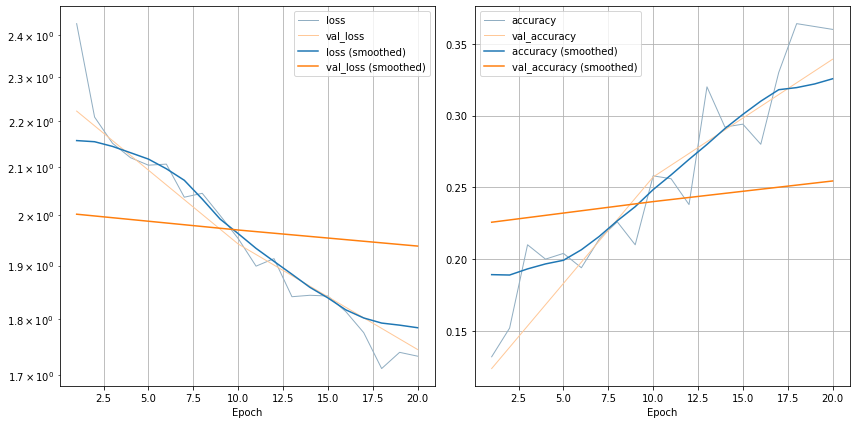 2.4 × 10⁰
2.3 × 10⁰
2.2 × 10⁰
2.1 × 10⁰
2 × 10⁰
1.9 × 10⁰
1.8 × 10⁰
1.7 × 10⁰
2.5 5.0 7.5 10.0 12.5 15.0 17.5 20.0
Epoch
loss
val_loss
loss (smoothed)
val_loss (smoothed)
0.35
0.30
0.25
0.20
0.15
2.5 5.0 7.5 10.0 12.5 15.0 17.5 20.0
Epoch
accuracy
val_accuracy
accuracy (smoothed)
val_accuracy (smoothed)